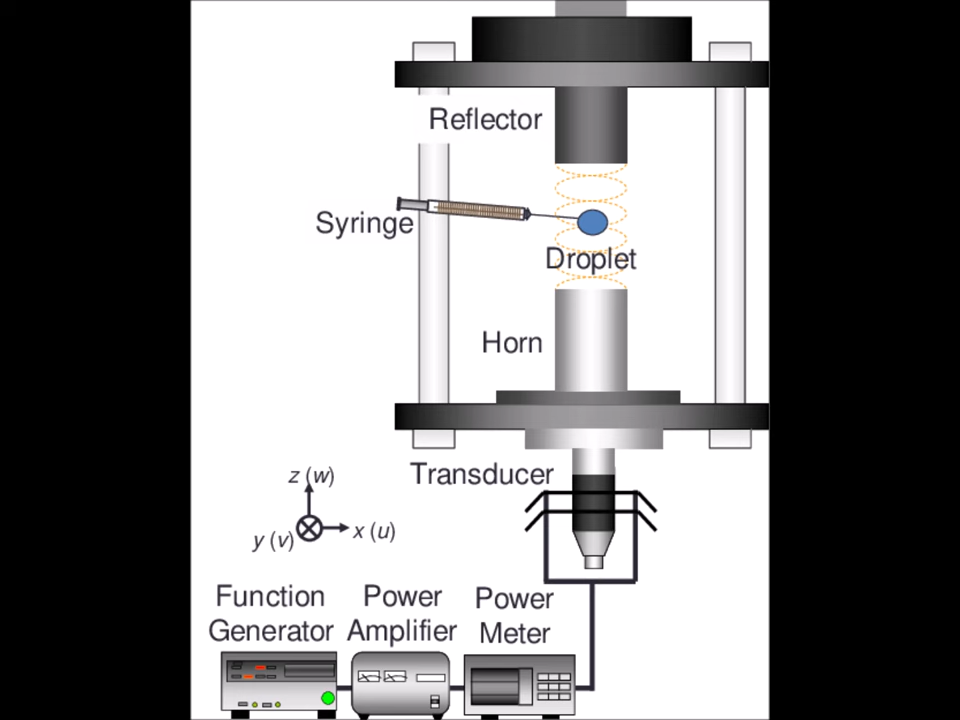 Reflector
Syringe
Droplet
Horn
Transducer
z (w)
x (u)
y (v)
Function
Generator
Power
Amplifier
Power
Meter